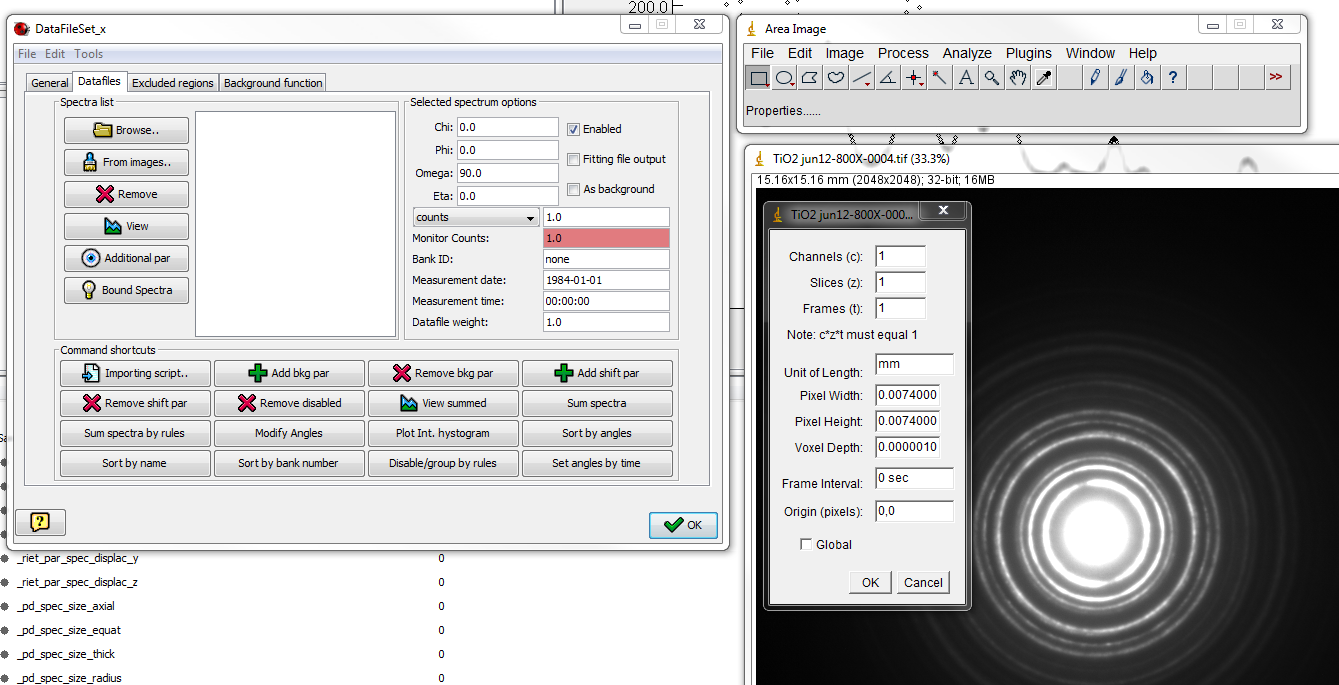 200.0
DataFileSet_x
File Edit Tools
General Datafiles Excluded regions Background function
Spectra list
Browse..
From images..
Remove
View
Additional par
Bound Spectra
Selected spectrum options
Chi: 0.0
Enabled
Phi: 0.0
Fitting file output
Omega: 90.0
As background
Eta: 0.0
counts 1.0
Monitor Counts: 1.0
Bank ID: none
Measurement date: 1984-01-01
Measurement time: 00:00:00
Datafile weight: 1.0
Command shortcuts
Importing script.. Add bkg par Remove bkg par Add shift par
Remove shift par Remove disabled View summed Sum spectra
Sum spectra by rules Modify Angles Plot Int. hystogram Sort by angles
Sort by name Sort by bank number Disable/group by rules Set angles by time
OK
_riet_par_spec_displac_y 0
_riet_par_spec_displac_z 0
_pd_spec_size_axial 0
_pd_spec_size_equat 0
_pd_spec_size_thick 0
_pd_spec_size_radius 0
Area Image
File Edit Image Process Analyze Plugins Window Help
A ? >>
Properties......
TiO2 jun12-800X-0004.tif (33.3%)
15.16x15.16 mm (2048x2048); 32-bit; 16MB
TiO2 jun12-800X-000...
Channels (c): 1
Slices (z): 1
Frames (t): 1
Note: c*z*t must equal 1
Unit of Length: mm
Pixel Width: 0.0074000
Pixel Height: 0.0074000
Voxel Depth: 0.0000010
Frame Interval: 0 sec
Origin (pixels): 0,0
Global
OK Cancel